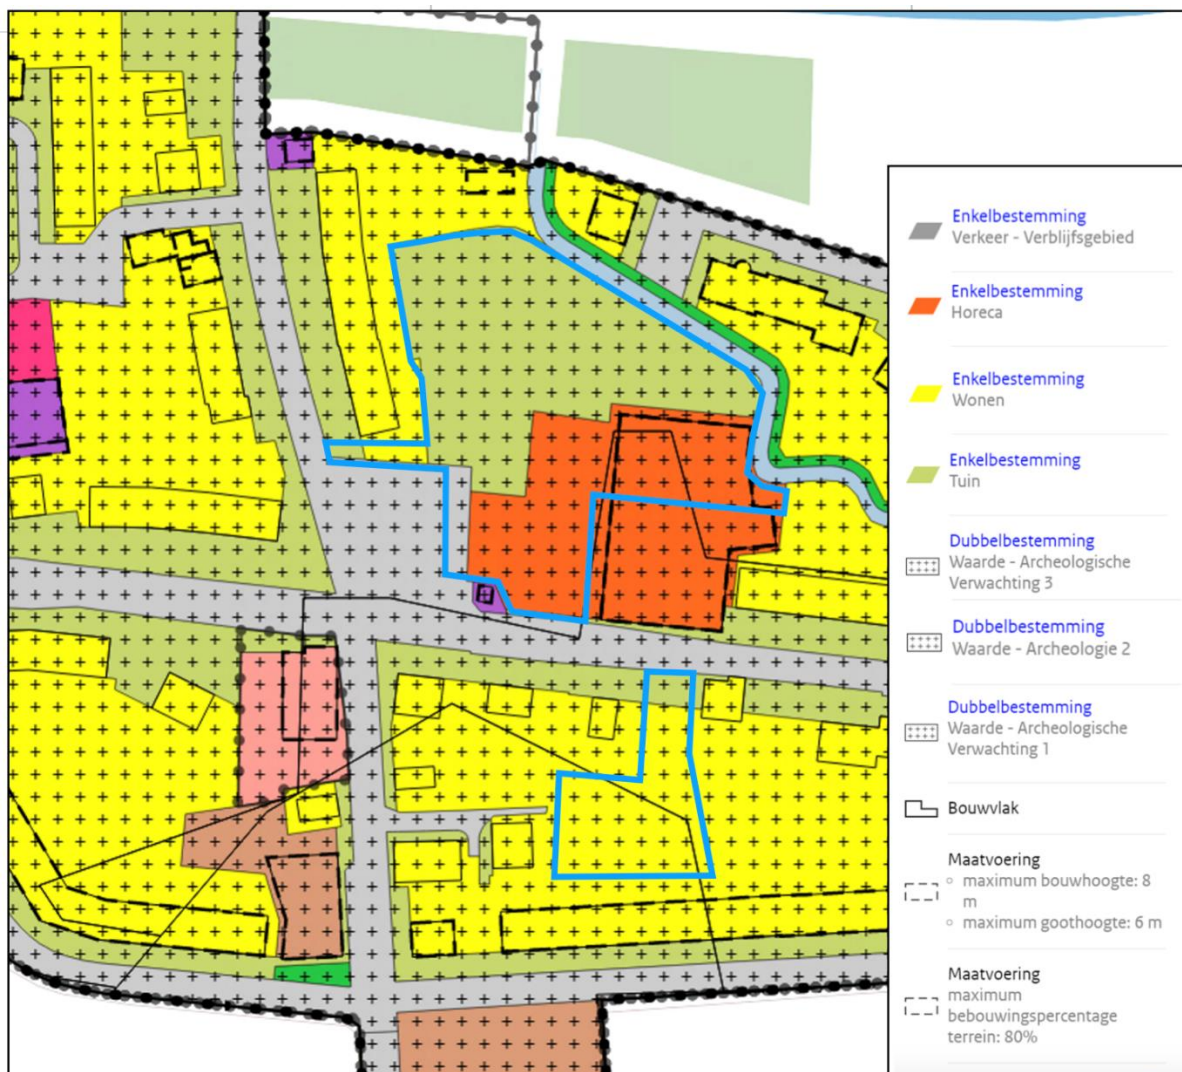 Enkelbestemming
Verkeer - Verblijfsgebied
Enkelbestemming
Horeca
Enkelbestemming
Wonen
Enkelbestemming
Tuin
Dubbelbestemming
Waarde - Archeologische
Verwachting 3
Dubbelbestemming
Waarde - Archeologie 2
Dubbelbestemming
Waarde - Archeologische
Verwachting 1
Bouwvlak
Maatvoering
maximum bouwhoogte: 8
m
maximum goothoogte: 6 m
Maatvoering
maximum
bebouwingspercentage
terrein: 80%